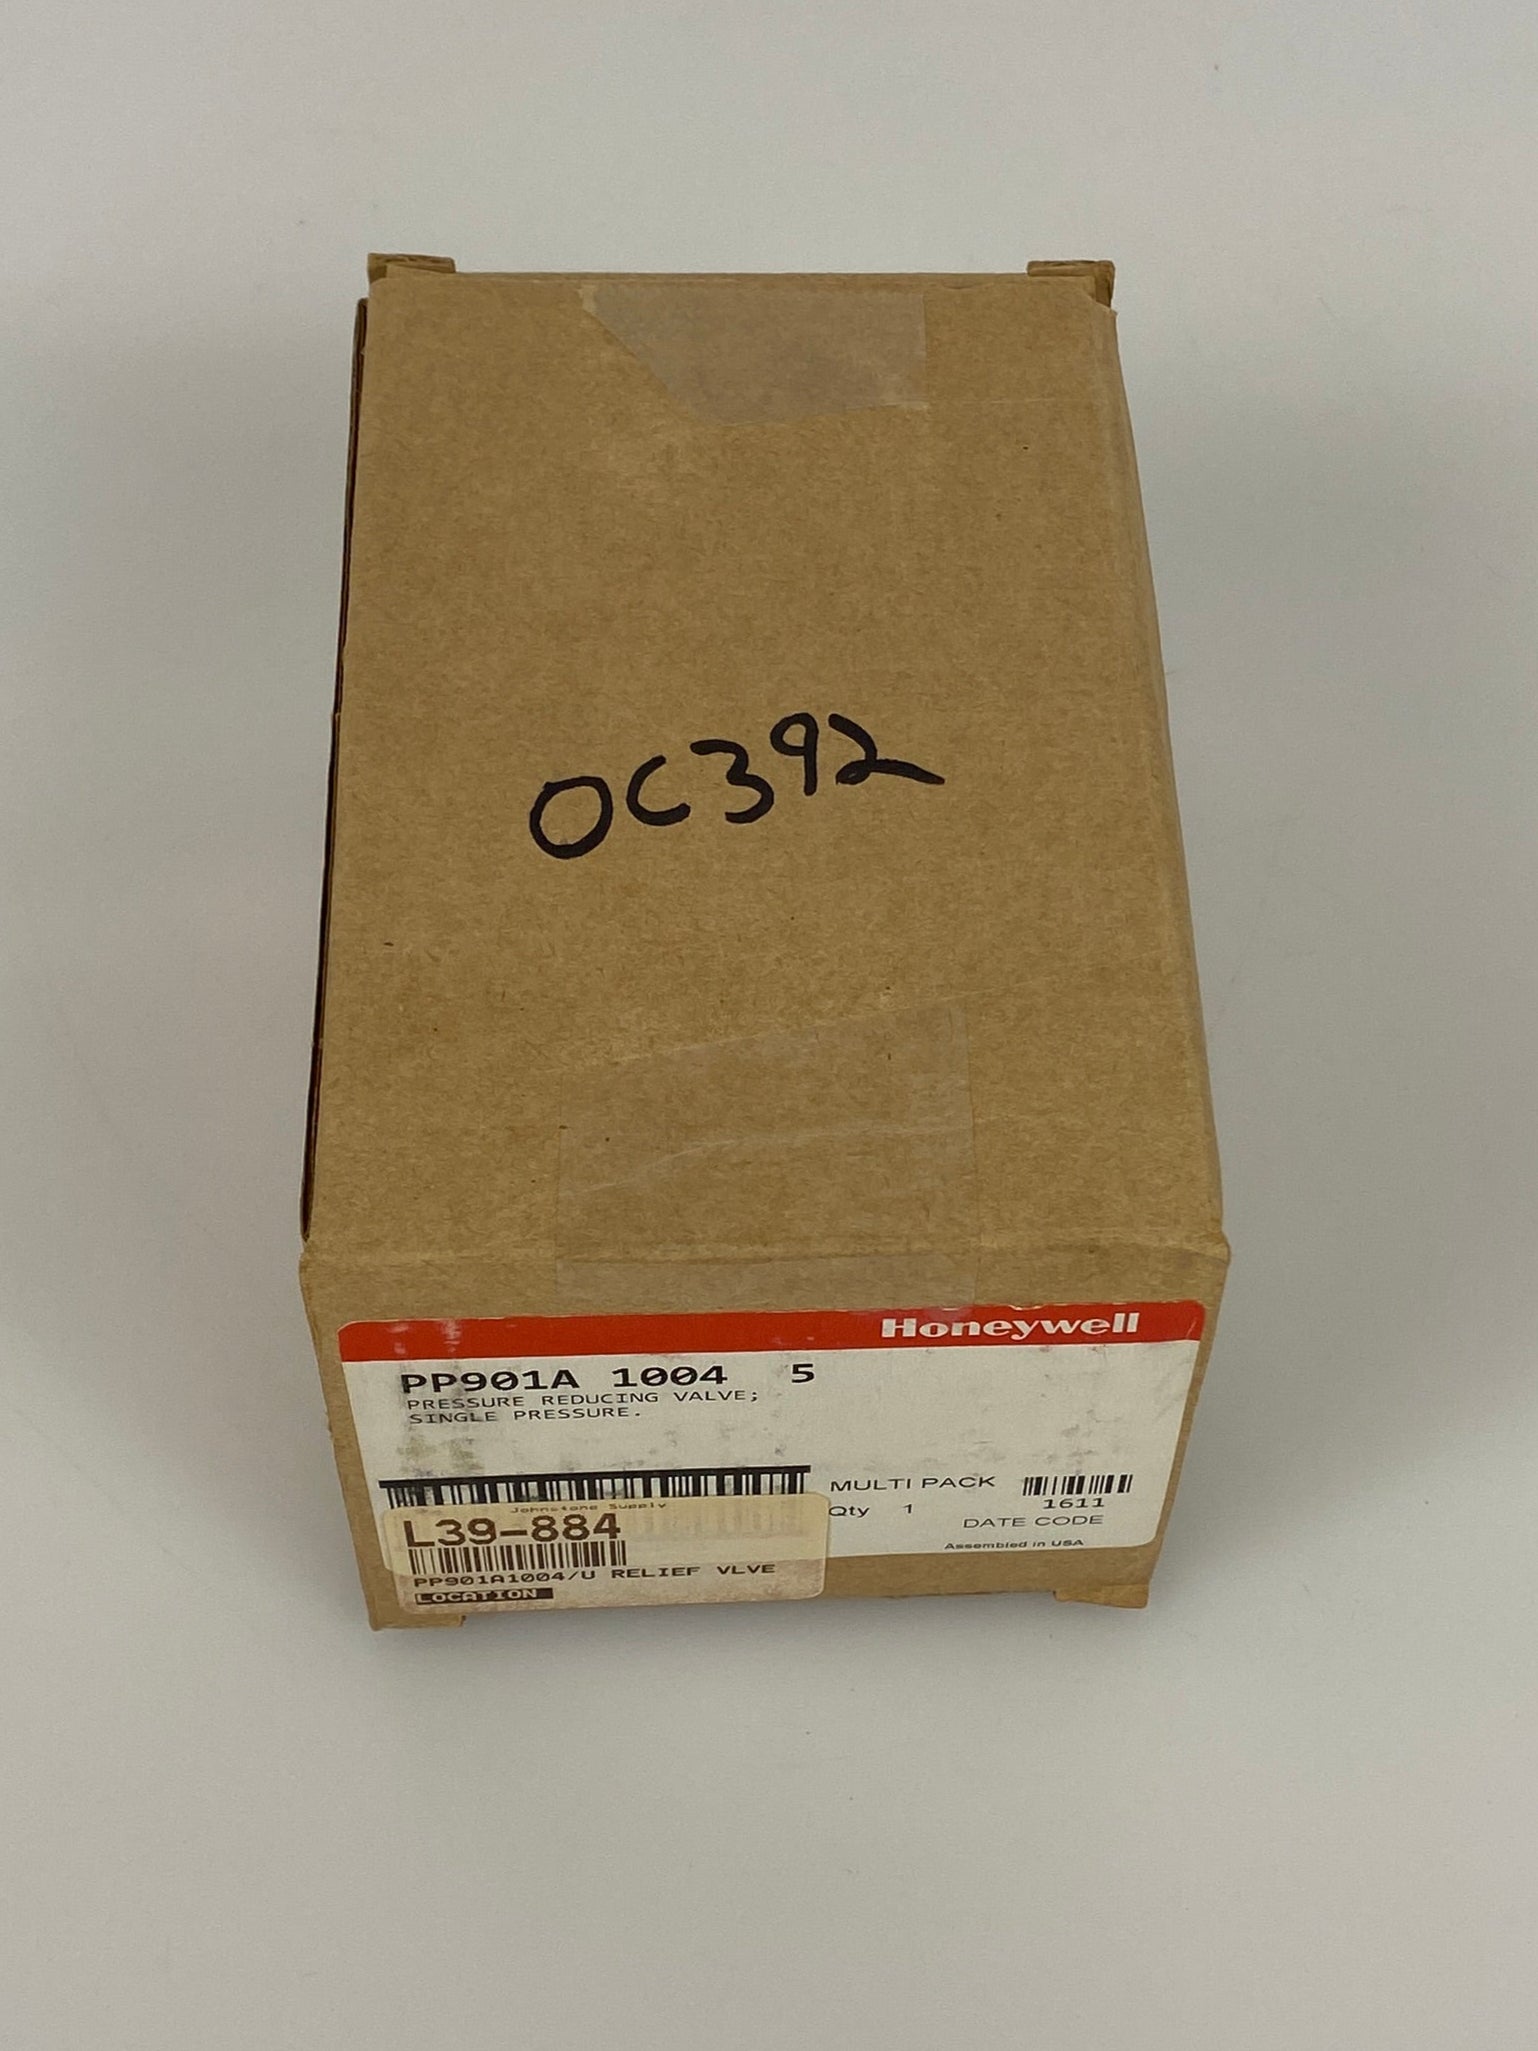 OC392
Honeywell
PP901A 1004 5
PRESSURE REDUCING VALVE;
SINGLE PRESSURE.
MULTI PACK
Qty 1
1611
DATE CODE
Assembled in USA
Johnstone Supply
L39-884
PP901A1004/U RELIEF VLVE
LOCATION